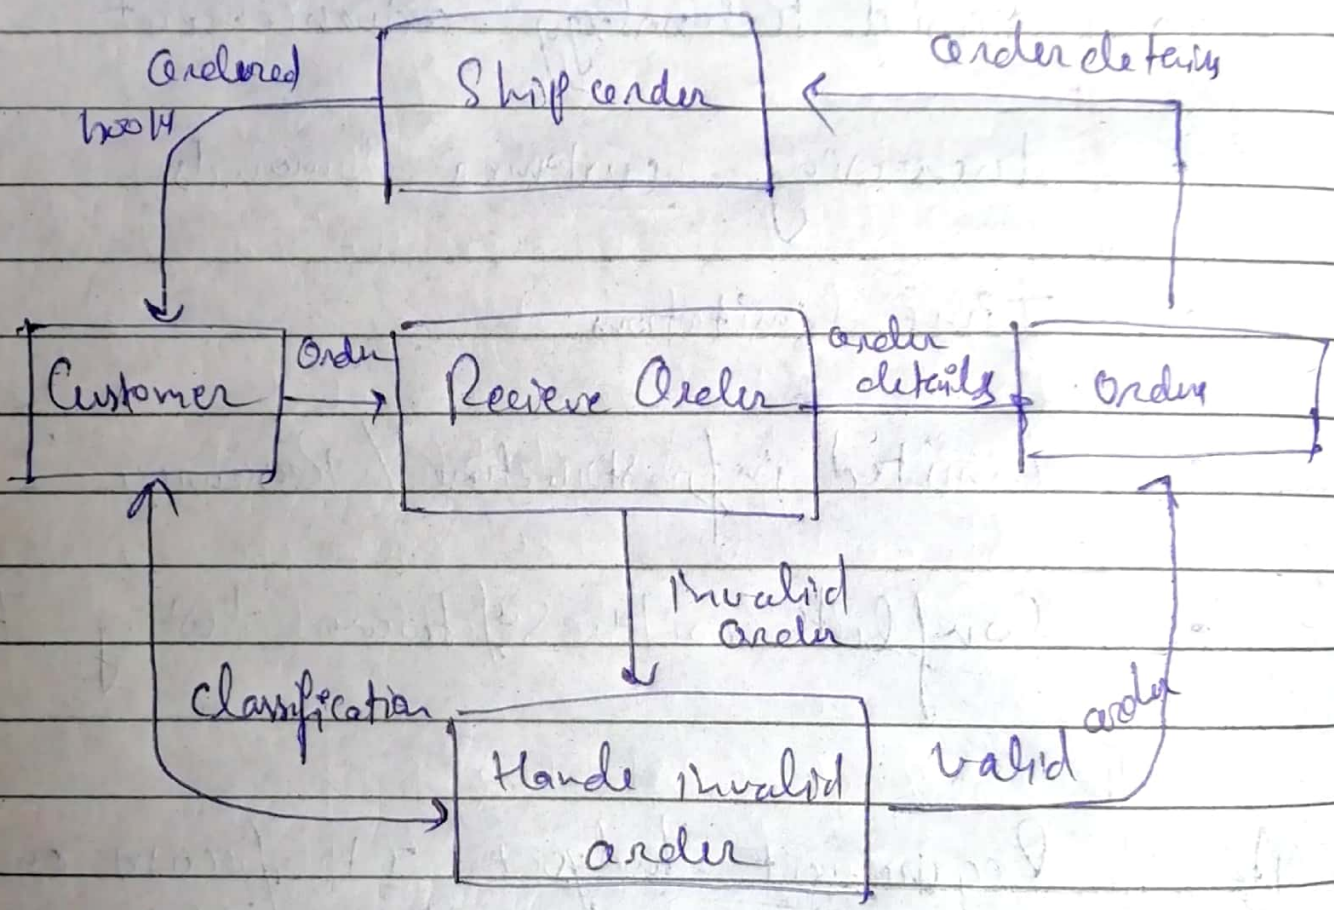 Ordered
book
Ship order
Order details
Customer
Order
Recieve Order
order
details
Order
Invalid
order
Classification
Hande invalid
order
Valid
order